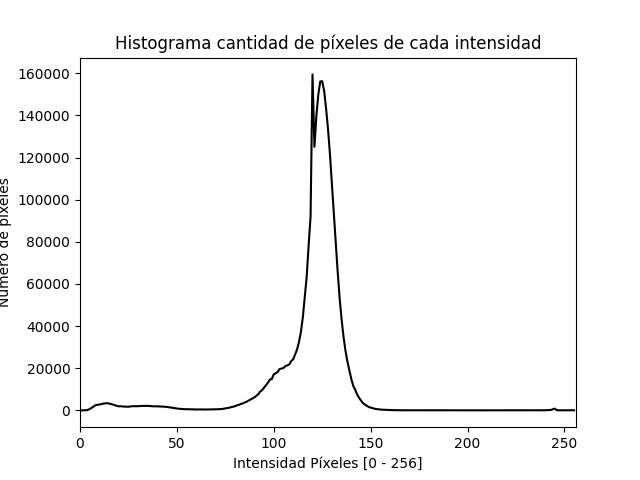 Histograma cantidad de píxeles de cada intensidad
160000
140000
120000
100000
80000
60000
40000
20000
0
Número de píxeles
0 50 100 150 200 250
Intensidad Píxeles [0 - 256]